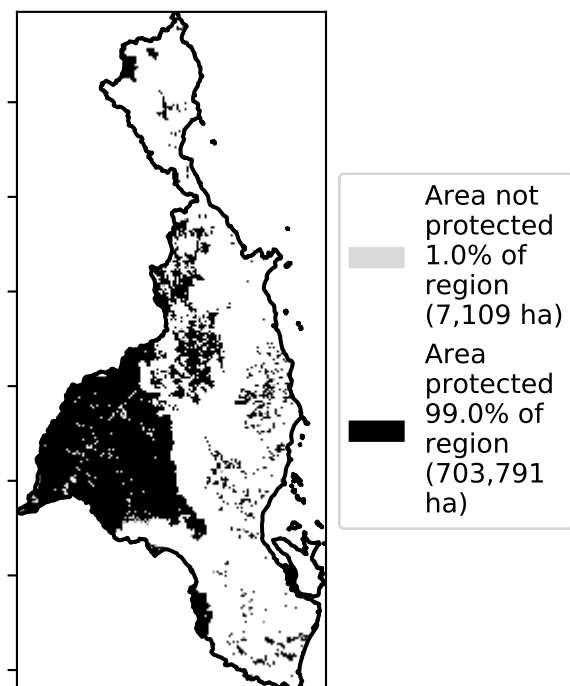 Area not
protected
1.0% of
region
(7,109 ha)
Area
protected
99.0% of
region
(703,791
ha)